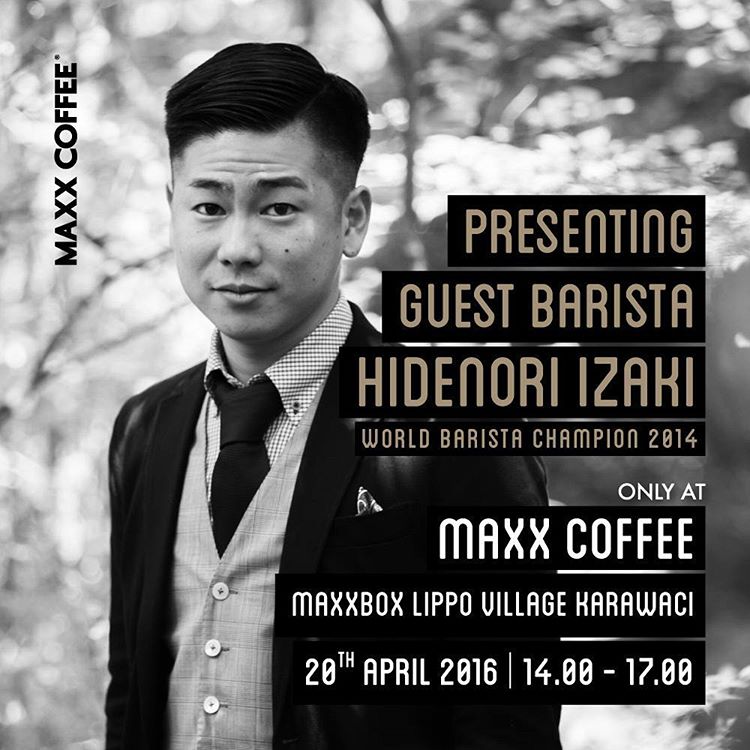 MAXX COFFEE®
PRESENTING
GUEST BARISTA
HIDENORI IZAKI
WORLD BARISTA CHAMPION 2014
ONLY AT
MAXX COFFEE
MAXXBOX LIPPO VILLAGE KARAWACI
20TH APRIL 2016 | 14.00 - 17.00